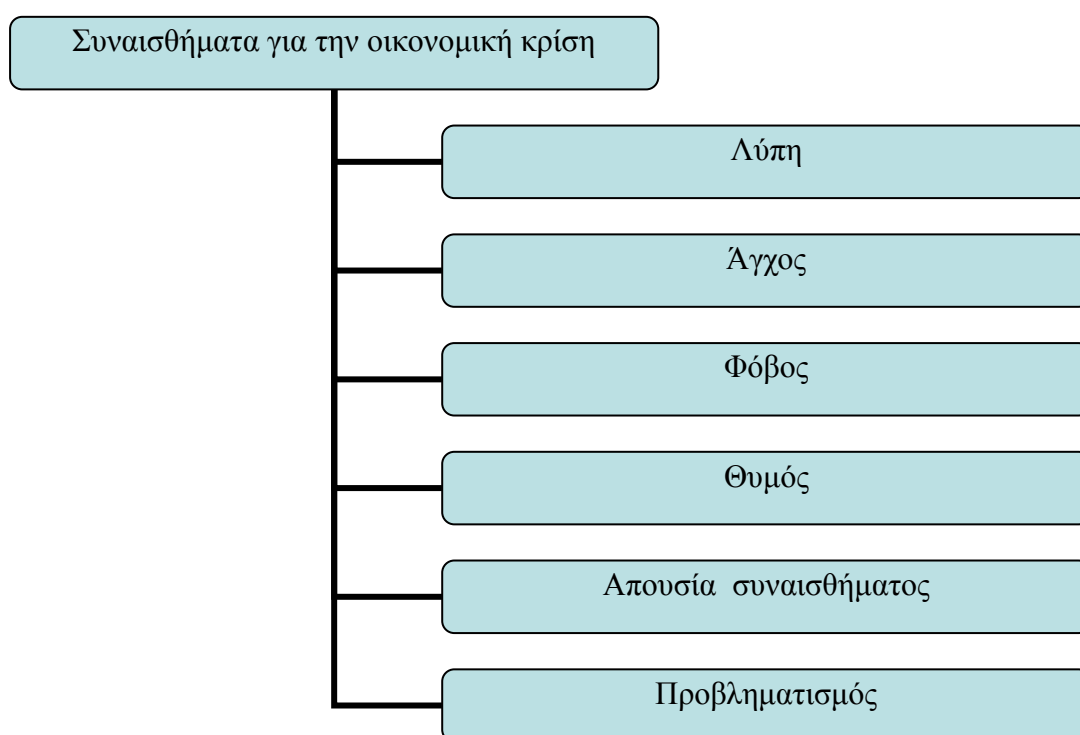 Συναισθήματα για την οικονομική κρίση
Λύπη
Άγχος
Φόβος
Θυμός
Απουσία συναισθήματος
Προβληματισμός